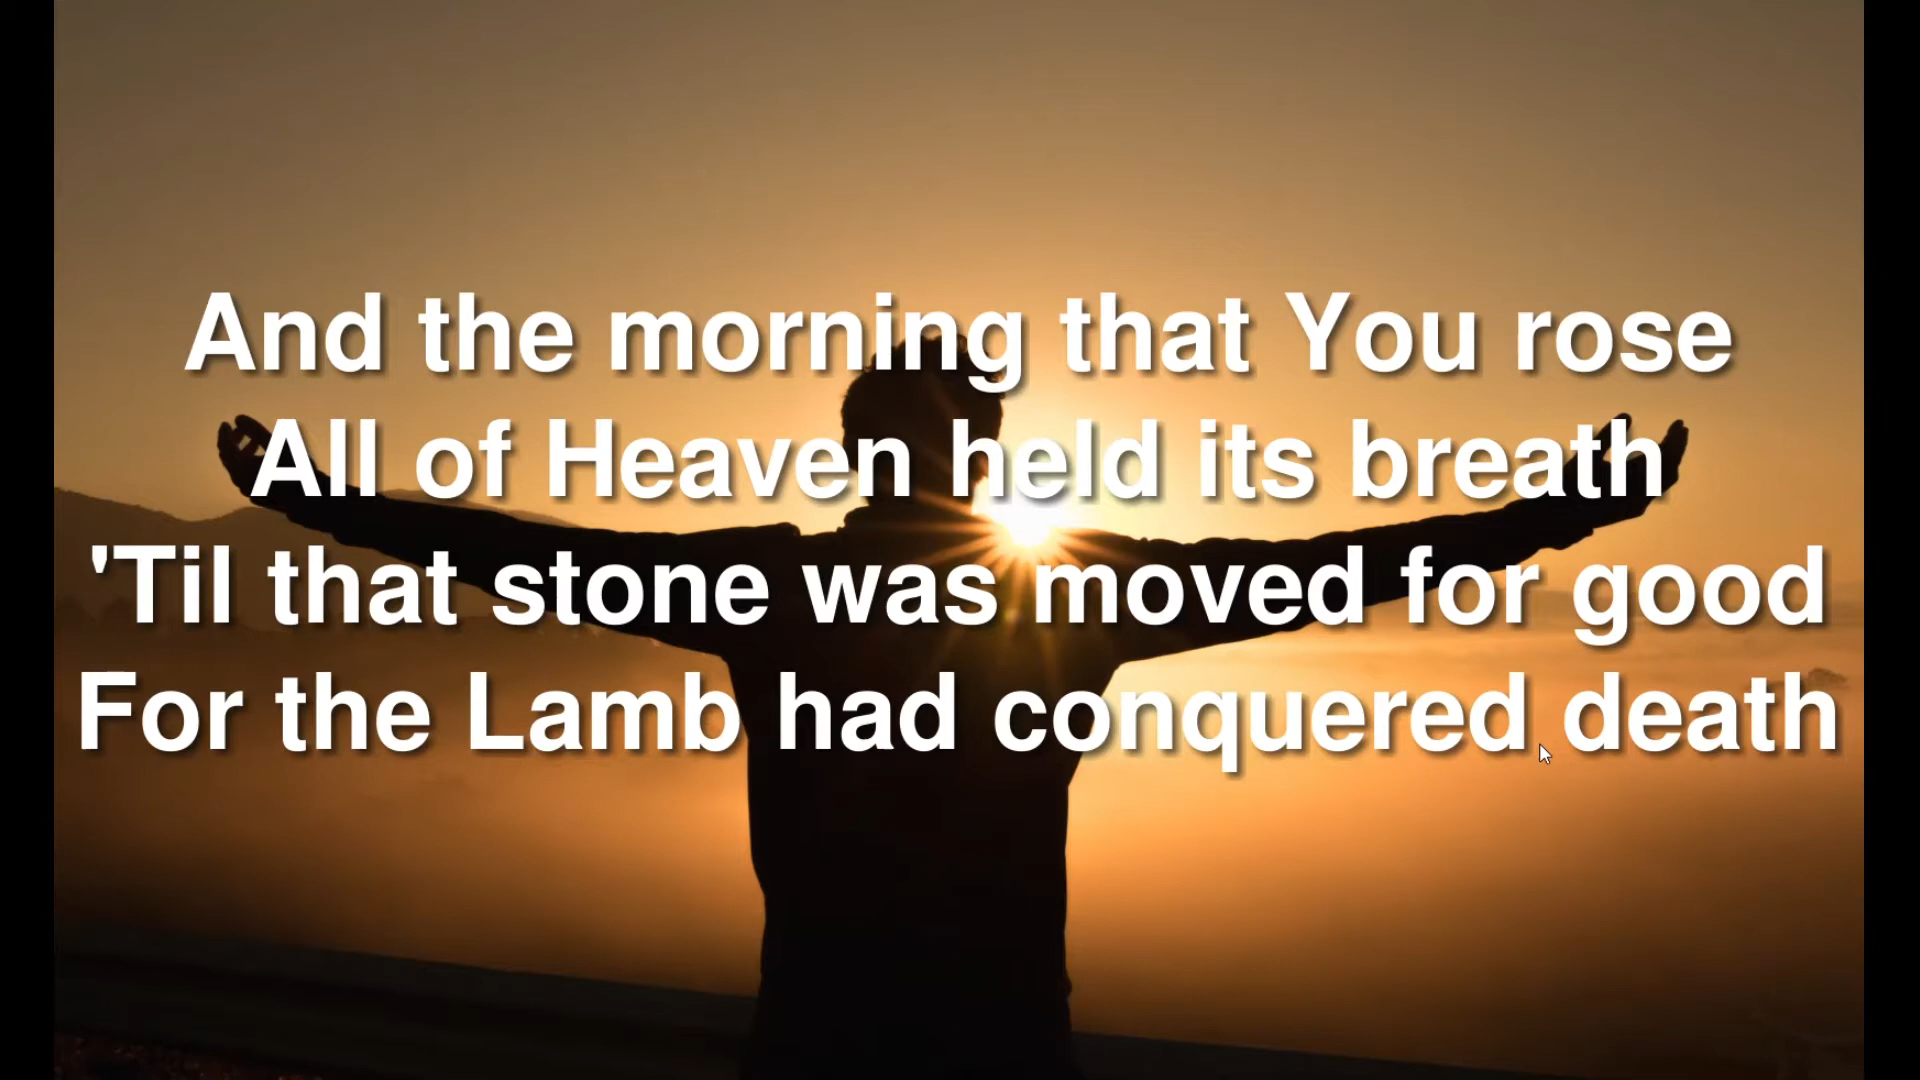 And the morning that You rose
All of Heaven held its breath
'Til that stone was moved for good
For the Lamb had conquered death